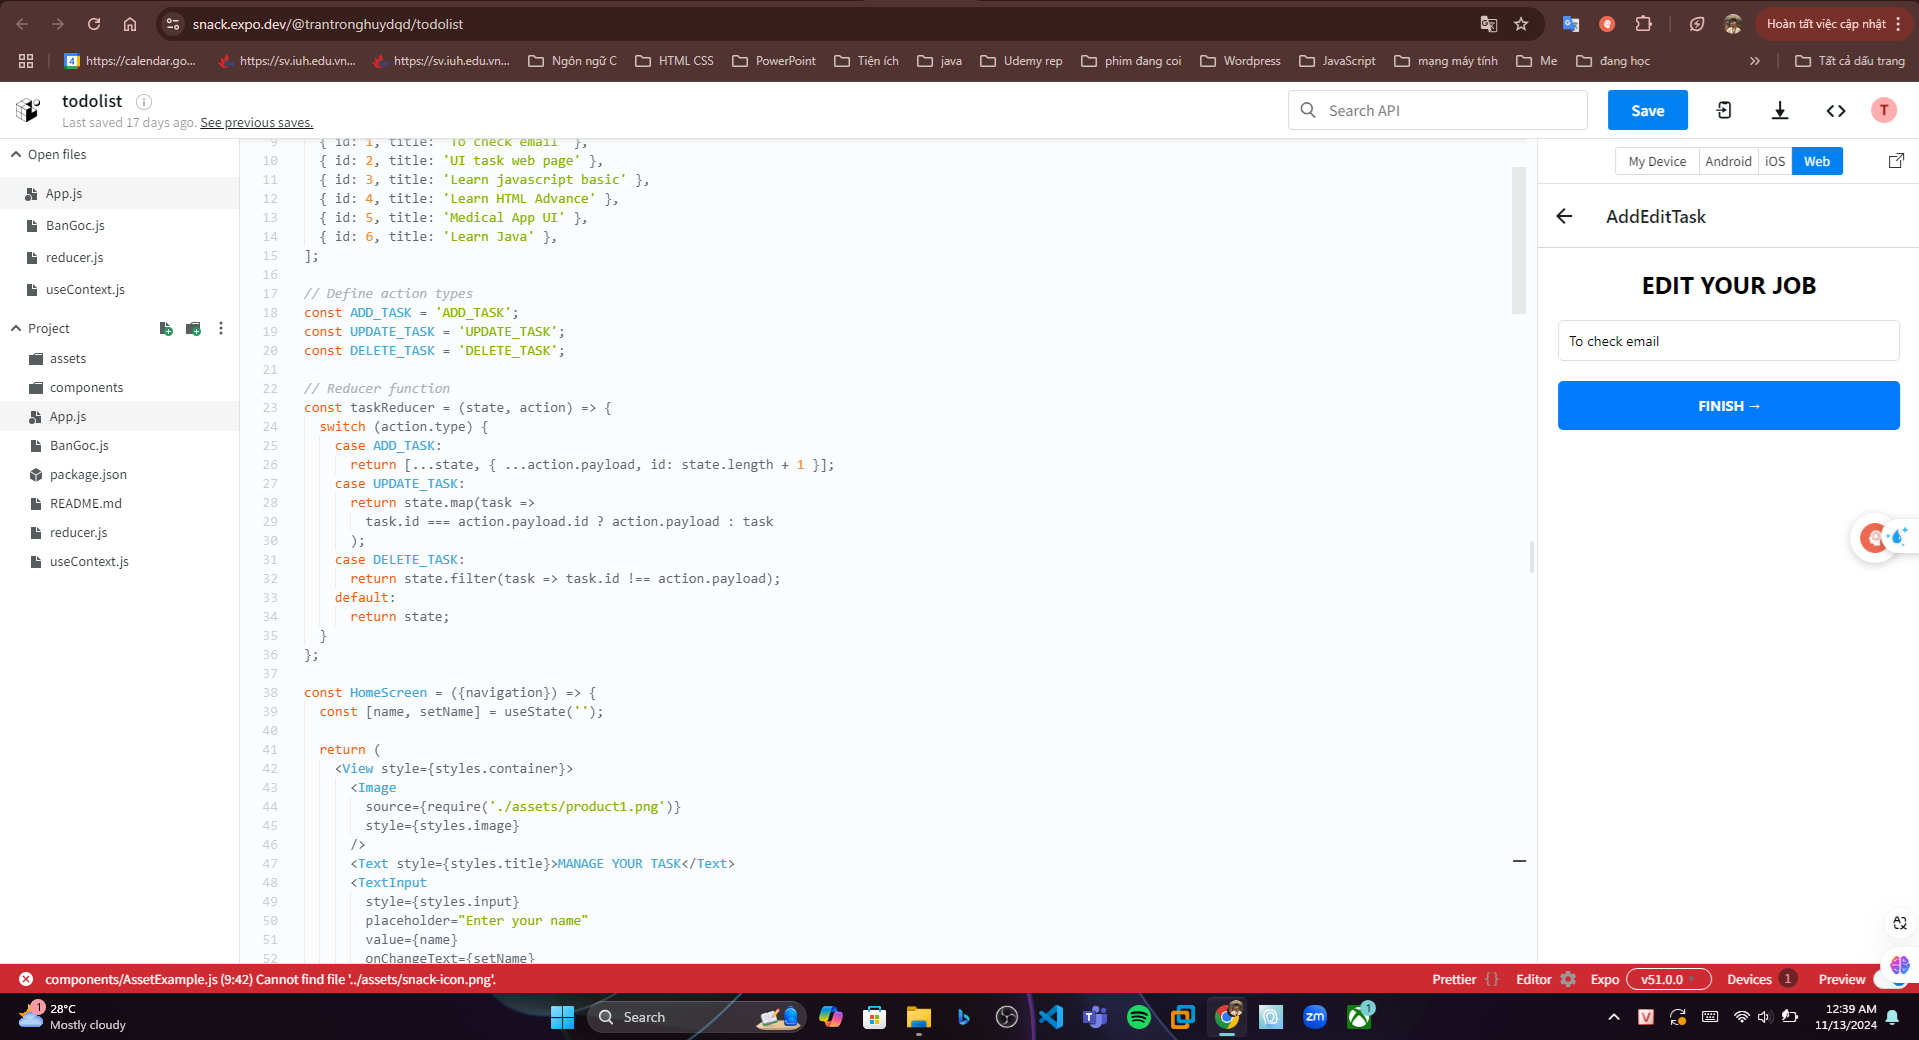 snack.expo.dev/@trantronghuydqd/todolist
Hoàn tất việc cập nhật
https://calendar.go...
https://sv.iuh.edu.vn...
https://sv.iuh.edu.vn...
Ngôn ngữ C
HTML CSS
PowerPoint
Tiện ích
java
Udemy rep
phim đang coi
Wordpress
JavaScript
mạng máy tính
Me
đang học
»
Tất cả dấu trang
todolist
Last saved 17 days ago. See previous saves.
Search API
Save
T
Open files
App.js
BanGoc.js
reducer.js
useContext.js
Project
assets
components
App.js
BanGoc.js
package.json
README.md
reducer.js
useContext.js
9 { id: 1, title: 'To check email' },
10 { id: 2, title: 'UI task web page' },
11 { id: 3, title: 'Learn javascript basic' },
12 { id: 4, title: 'Learn HTML Advance' },
13 { id: 5, title: 'Medical App UI' },
14 { id: 6, title: 'Learn Java' },
15 ];
16
17 // Define action types
18 const ADD_TASK = 'ADD_TASK';
19 const UPDATE_TASK = 'UPDATE_TASK';
20 const DELETE_TASK = 'DELETE_TASK';
21
22 // Reducer function
23 const taskReducer = (state, action) => {
24 switch (action.type) {
25 case ADD_TASK:
26 return [...state, { ...action.payload, id: state.length + 1 }];
27 case UPDATE_TASK:
28 return state.map(task =>
29 task.id === action.payload.id ? action.payload : task
30 );
31 case DELETE_TASK:
32 return state.filter(task => task.id !== action.payload);
33 default:
34 return state;
35 }
36 };
37
38 const HomeScreen = ({navigation}) => {
39 const [name, setName] = useState('');
40
41 return (
42 <View style={styles.container}>
43 <Image
44 source={require('./assets/product1.png')}
45 style={styles.image}
46 />
47 <Text style={styles.title}>MANAGE YOUR TASK</Text>
48 <TextInput
49 style={styles.input}
50 placeholder="Enter your name"
51 value={name}
52 onChangeText={setName}
My Device
Android
iOS
Web
AddEditTask
EDIT YOUR JOB
To check email
FINISH →
components/AssetExample.js (9:42) Cannot find file '../assets/snack-icon.png'.
Prettier { }
Editor
Expo
v51.0.0
Devices 1
Preview
1
28°C
Mostly cloudy
Search
zm
1
V
12:39 AM
11/13/2024